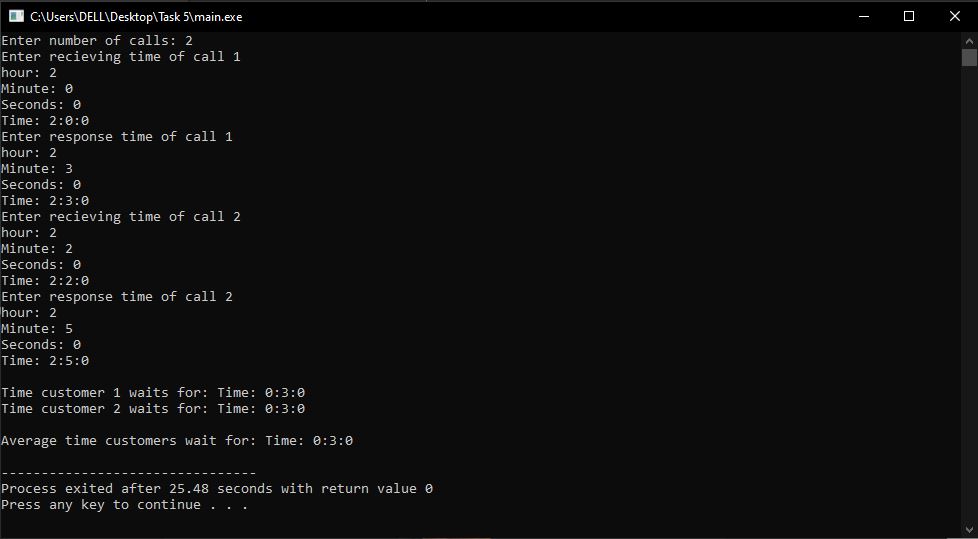 C:\Users\DELL\Desktop\Task 5\main.exe
Enter number of calls: 2
Enter recieving time of call 1
hour: 2
Minute: 0
Seconds: 0
Time: 2:0:0
Enter response time of call 1
hour: 2
Minute: 3
Seconds: 0
Time: 2:3:0
Enter recieving time of call 2
hour: 2
Minute: 2
Seconds: 0
Time: 2:2:0
Enter response time of call 2
hour: 2
Minute: 5
Seconds: 0
Time: 2:5:0
Time customer 1 waits for: Time: 0:3:0
Time customer 2 waits for: Time: 0:3:0
Average time customers wait for: Time: 0:3:0
--------------------------------
Process exited after 25.48 seconds with return value 0
Press any key to continue . . .